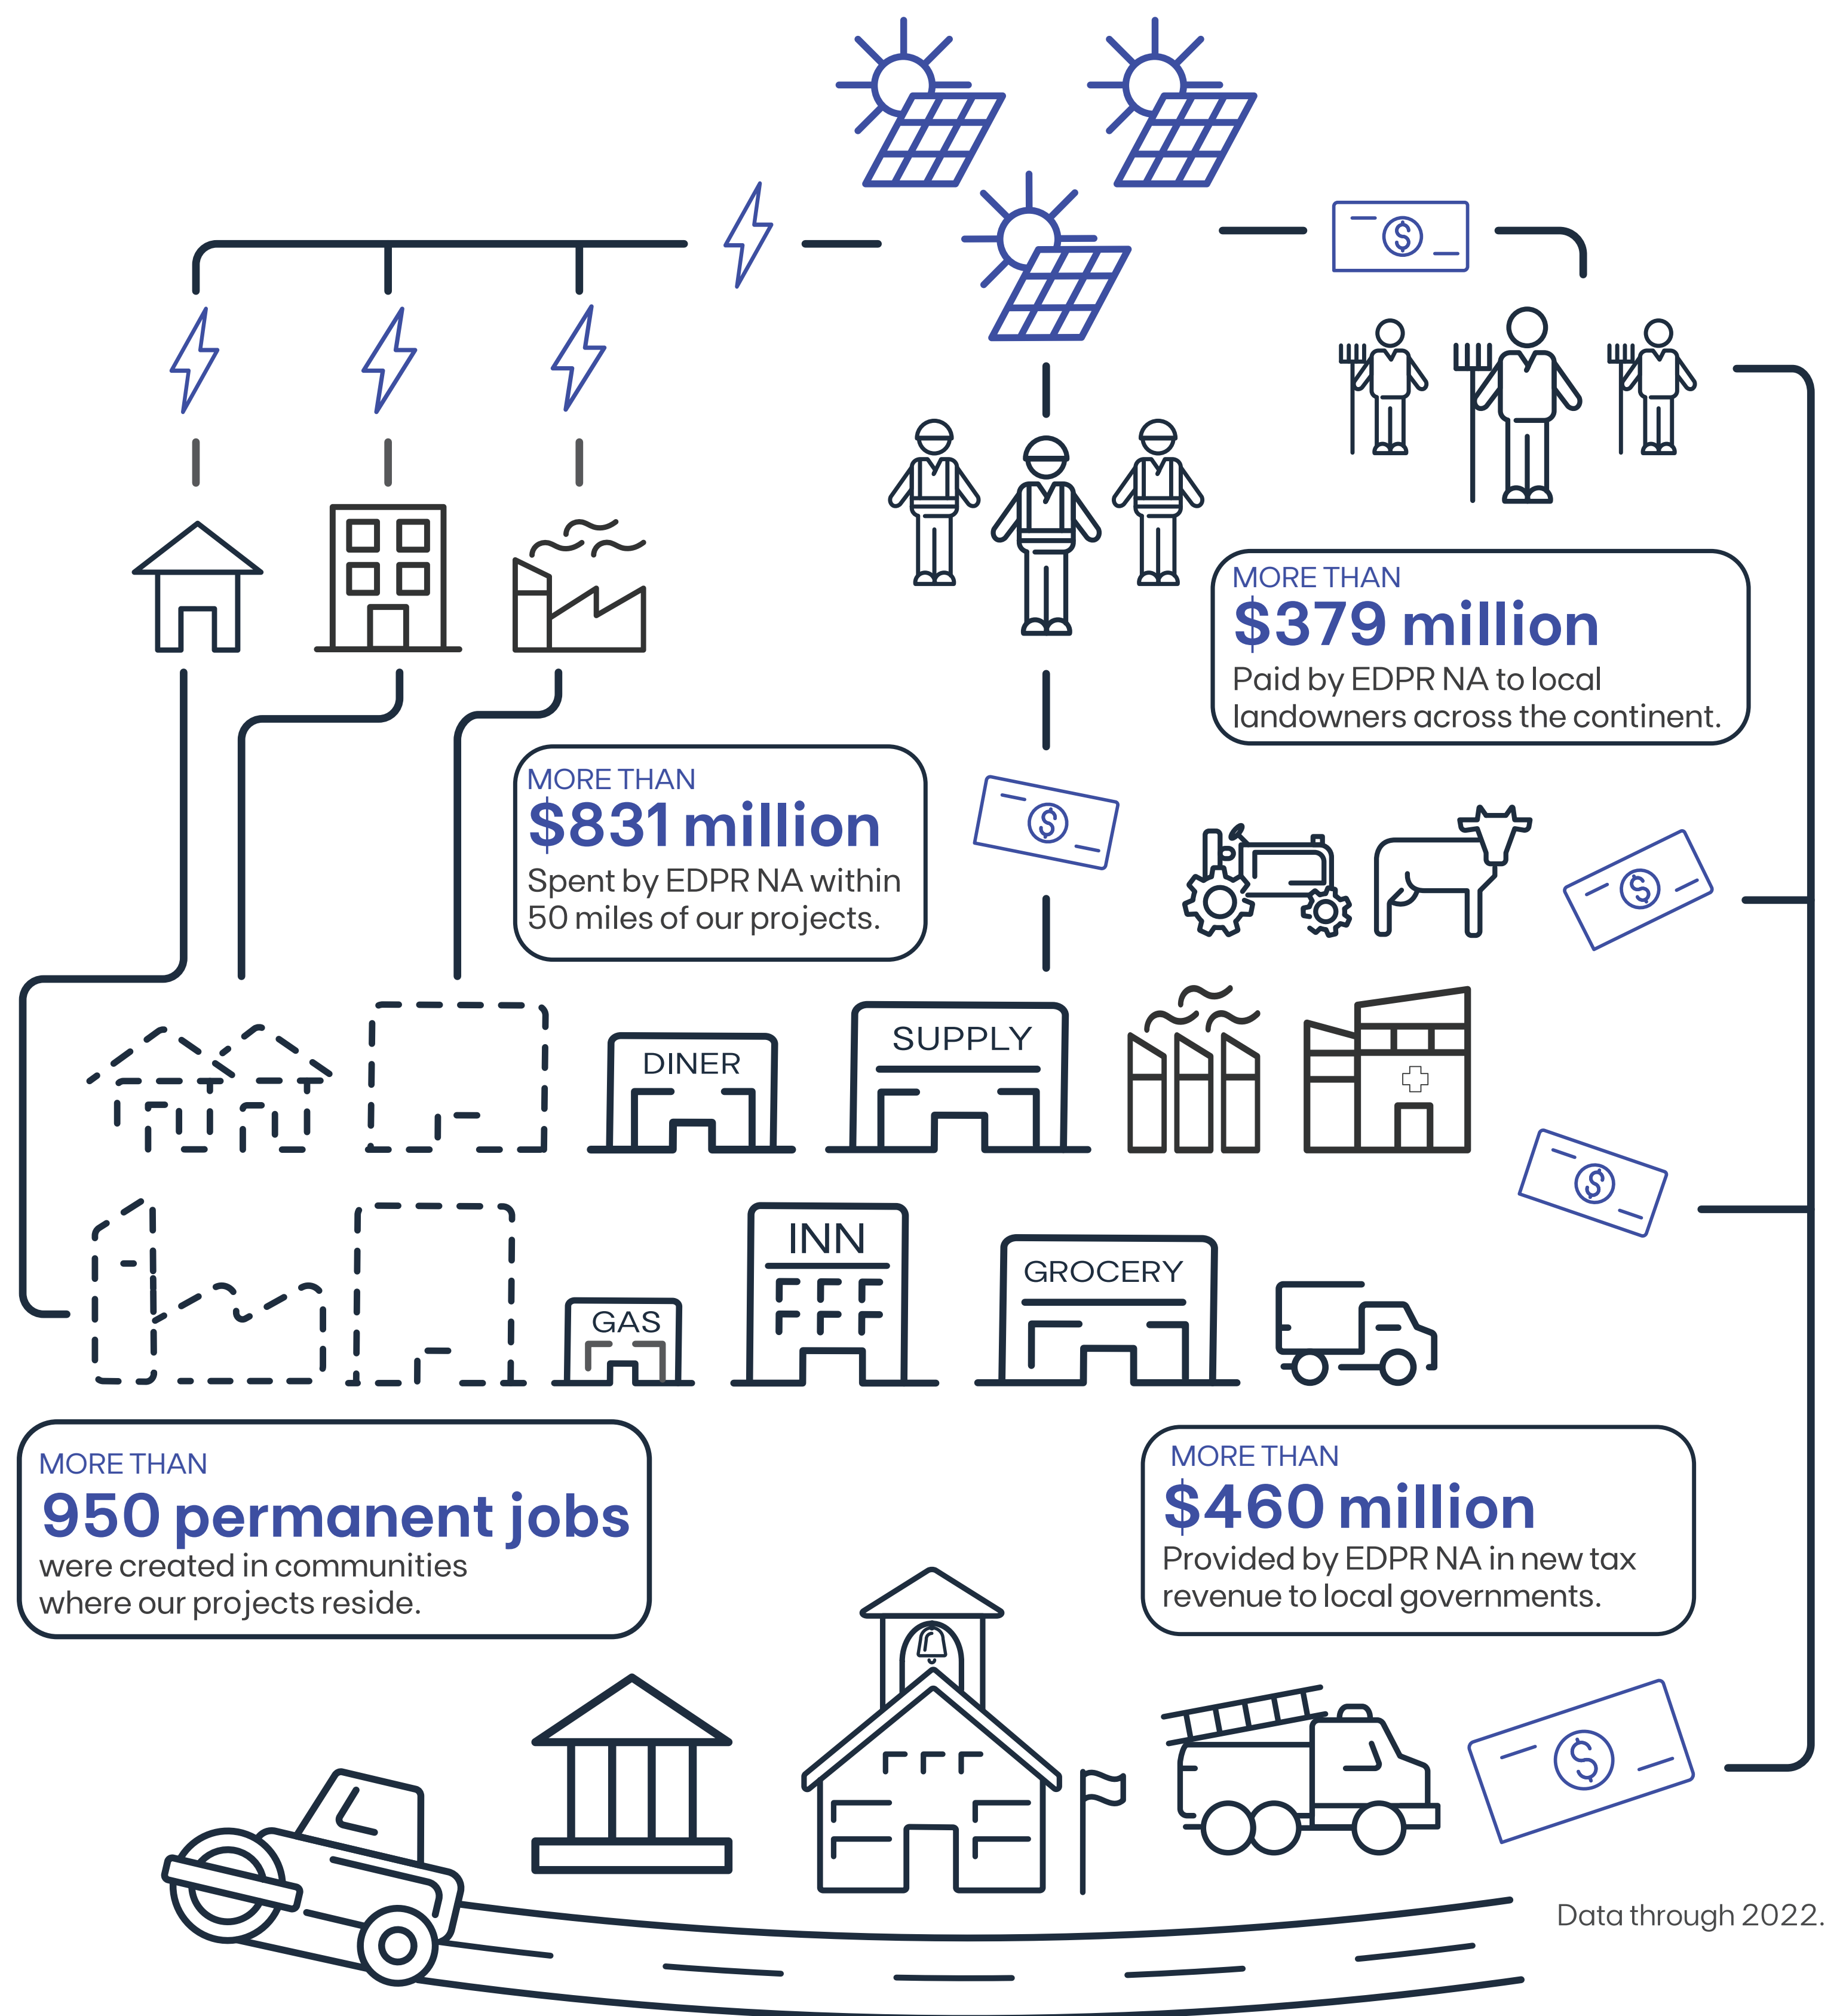 MORE THAN
$379 million
Paid by EDPR NA to local
landowners across the continent.
MORE THAN
$831 million
Spent by EDPR NA within
50 miles of our projects.
DINER
SUPPLY
GAS
INN
GROCERY
MORE THAN
950 permanent jobs
were created in communities
where our projects reside.
MORE THAN
$460 million
Provided by EDPR NA in new tax
revenue to local governments.
Data through 2022.
$
$
$
$
$